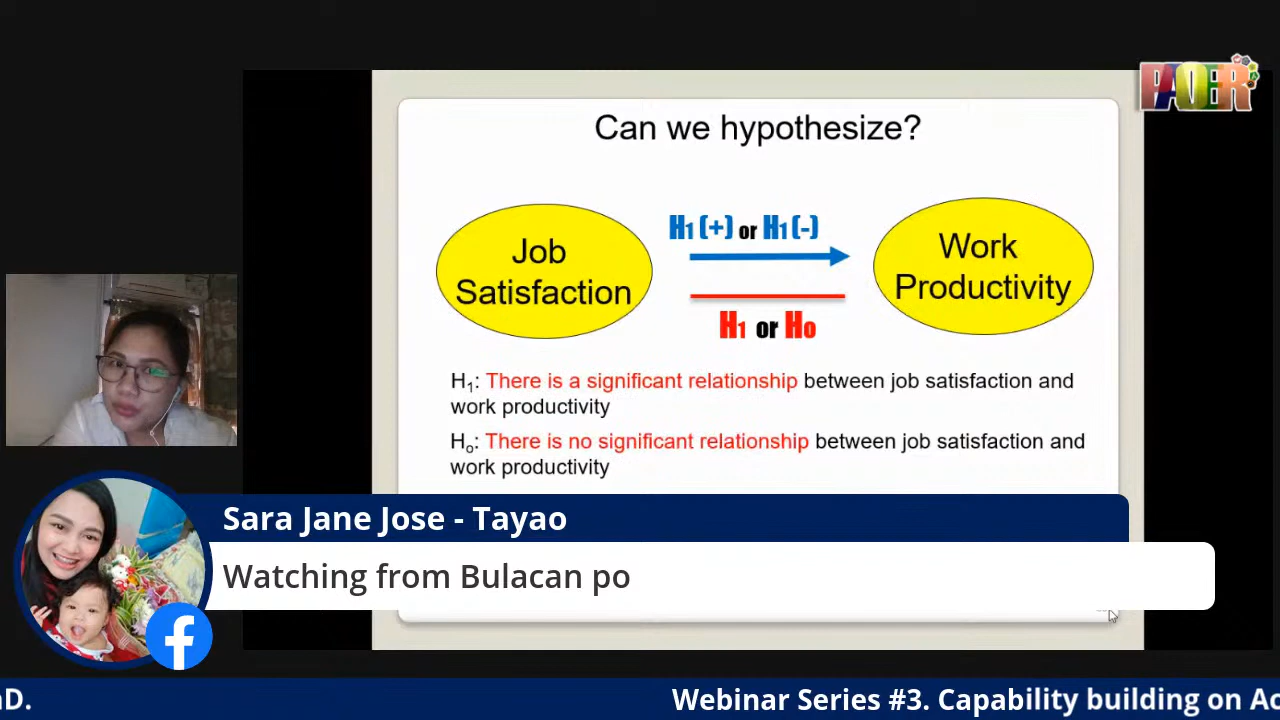 PAOER
Can we hypothesize?
Job
Satisfaction
H1 (+) or H1 (-)
H1 or Ho
Work
Productivity
H1: There is a significant relationship between job satisfaction and
work productivity
Ho: There is no significant relationship between job satisfaction and
work productivity
Sara Jane Jose - Tayao
Watching from Bulacan po
D.
Webinar Series #3. Capability building on Ac